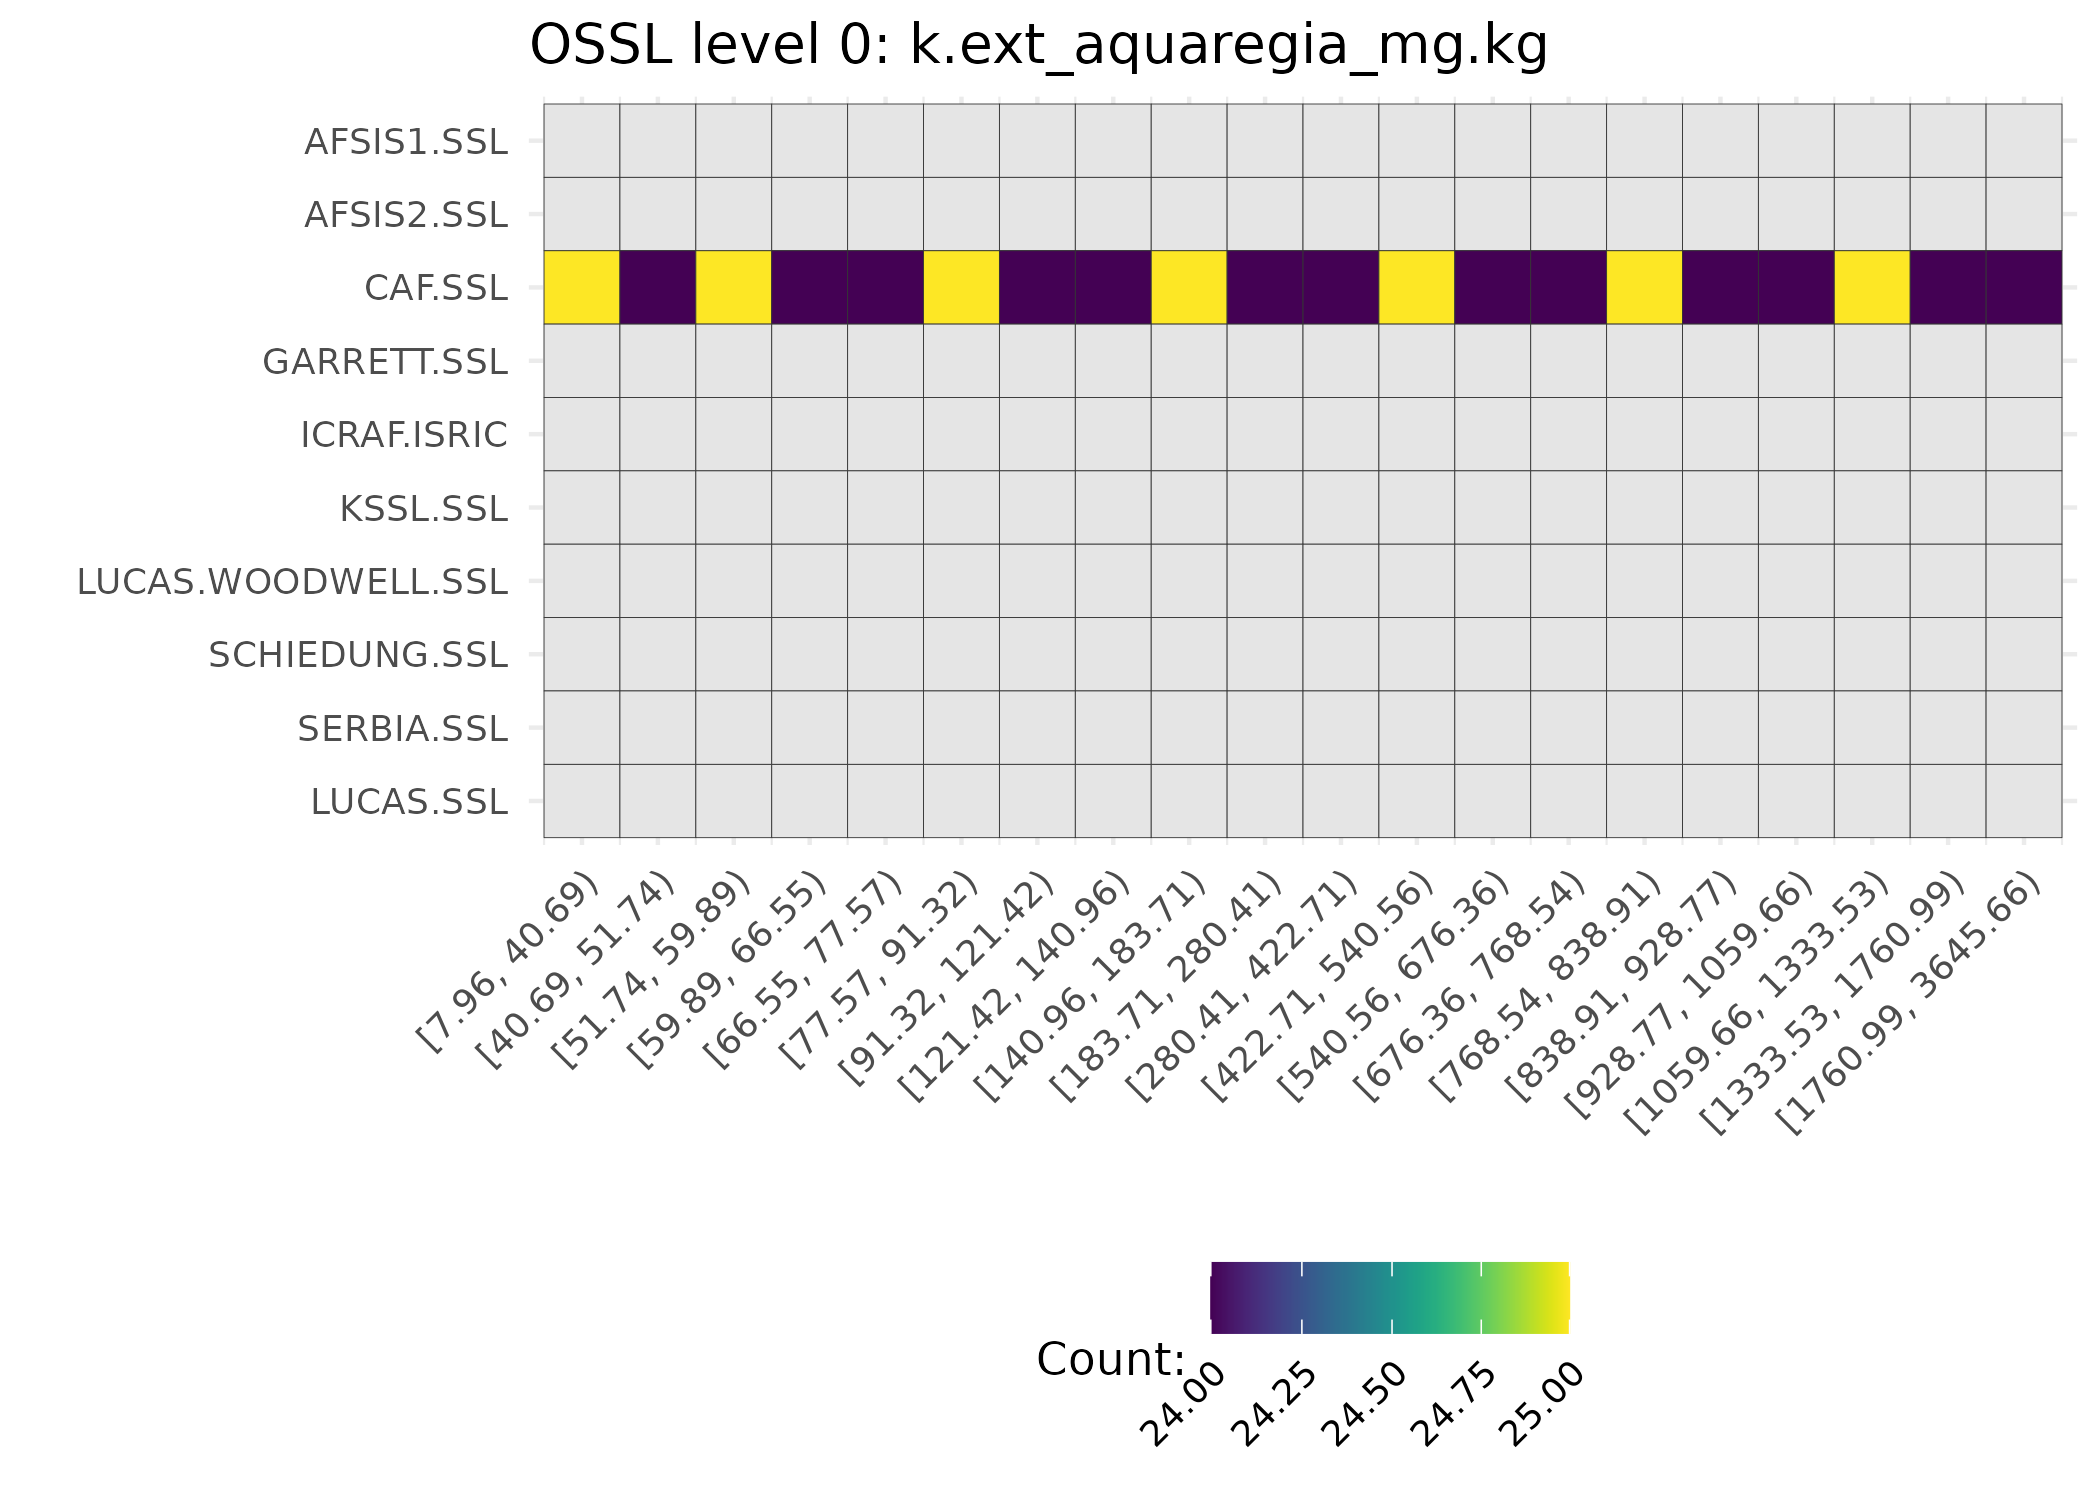 OSSL level 0: k.ext_aquaregia_mg.kg
AFSIS1.SSL
AFSIS2.SSL
CAF.SSL
GARRETT.SSL
ICRAF.ISRIC
KSSL.SSL
LUCAS.WOODWELL.SSL
SCHIEDUNG.SSL
SERBIA.SSL
LUCAS.SSL
[7.96, 40.69)
[40.69, 51.74)
[51.74, 59.89)
[59.89, 66.55)
[66.55, 77.57)
[77.57, 91.32)
[91.32, 121.42)
[121.42, 140.96)
[140.96, 183.71)
[183.71, 280.41)
[280.41, 422.71)
[422.71, 540.56)
[540.56, 676.36)
[676.36, 768.54)
[768.54, 838.91)
[838.91, 928.77)
[928.77, 1059.66)
[1059.66, 1333.53)
[1333.53, 1760.99)
[1760.99, 3645.66)
Count:
24.00
24.25
24.50
24.75
25.00